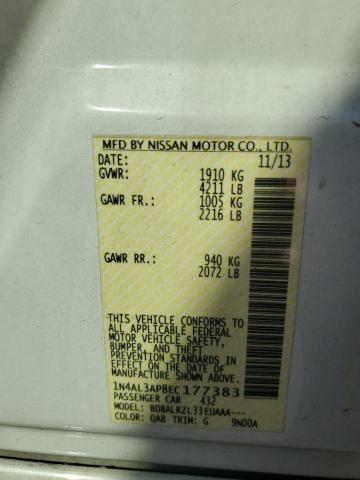 MFD BY NISSAN MOTOR CO., LTD.
DATE: 11/13
GVWR: 1910 KG
4211 LB
GAWR FR.: 1005 KG
2216 LB
GAWR RR.: 940 KG
2072 LB
THIS VEHICLE CONFORMS TO
ALL APPLICABLE FEDERAL
MOTOR VEHICLE SAFETY,
BUMPER, AND THEFT
PREVENTION STANDARDS IN
EFFECT ON THE DATE OF
MANUFACTURE SHOWN ABOVE.
1N4AL3AP8EC177383
PASSENGER CAR 432
MODEL: BDBALRZL33EUAAA---
COLOR: QAB TRIM: G 9N00A